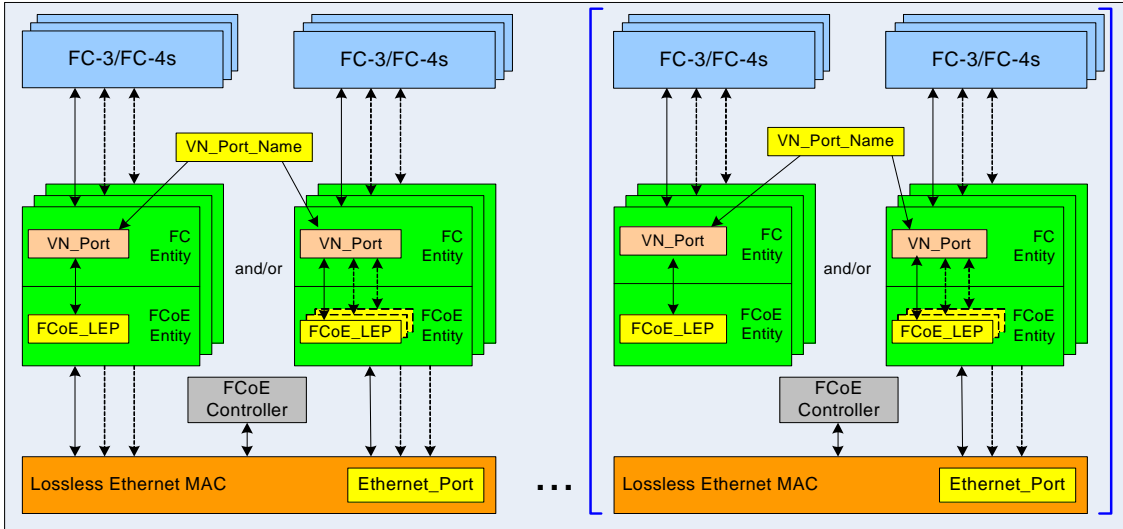 FC-3/FC-4s
FC-3/FC-4s
VN_Port_Name
VN_Port
FC
Entity
FCoE_LEP
FCoE
Entity
and/or
VN_Port
FC
Entity
FCoE_LEP
FCoE
Entity
FCoE
Controller
Lossless Ethernet MAC
Ethernet_Port
...
FC-3/FC-4s
FC-3/FC-4s
VN_Port_Name
VN_Port
FC
Entity
FCoE_LEP
FCoE
Entity
and/or
VN_Port
FC
Entity
FCoE_LEP
FCoE
Entity
FCoE
Controller
Lossless Ethernet MAC
Ethernet_Port